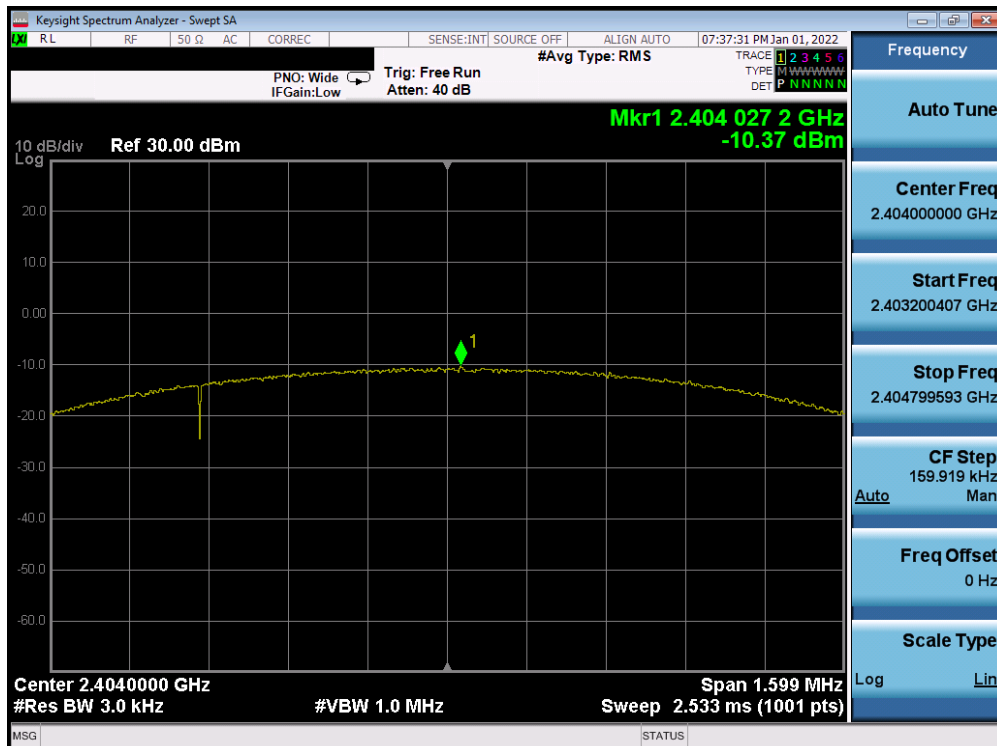 Keysight Spectrum Analyzer - Swept SA
LXI RL RF 50 Ω AC CORREC SENSE:INT SOURCE OFF ALIGN AUTO 07:37:31 PM Jan 01, 2022
#Avg Type: RMS
TRACE 1 2 3 4 5 6
PNO: Wide Trig: Free Run
TYPE M WWWWW
IFGain:Low Atten: 40 dB
DET P N N N N N
Mkr1 2.404 027 2 GHz
-10.37 dBm
10 dB/div Ref 30.00 dBm
Log
1
20.0
10.0
0.00
-10.0
-20.0
-30.0
-40.0
-50.0
-60.0
Center 2.4040000 GHz Span 1.599 MHz
#Res BW 3.0 kHz #VBW 1.0 MHz Sweep 2.533 ms (1001 pts)
MSG STATUS
Frequency
Auto Tune
Center Freq
2.404000000 GHz
Start Freq
2.403200407 GHz
Stop Freq
2.404799593 GHz
CF Step
159.919 kHz
Auto Man
Freq Offset
0 Hz
Scale Type
Log Lin